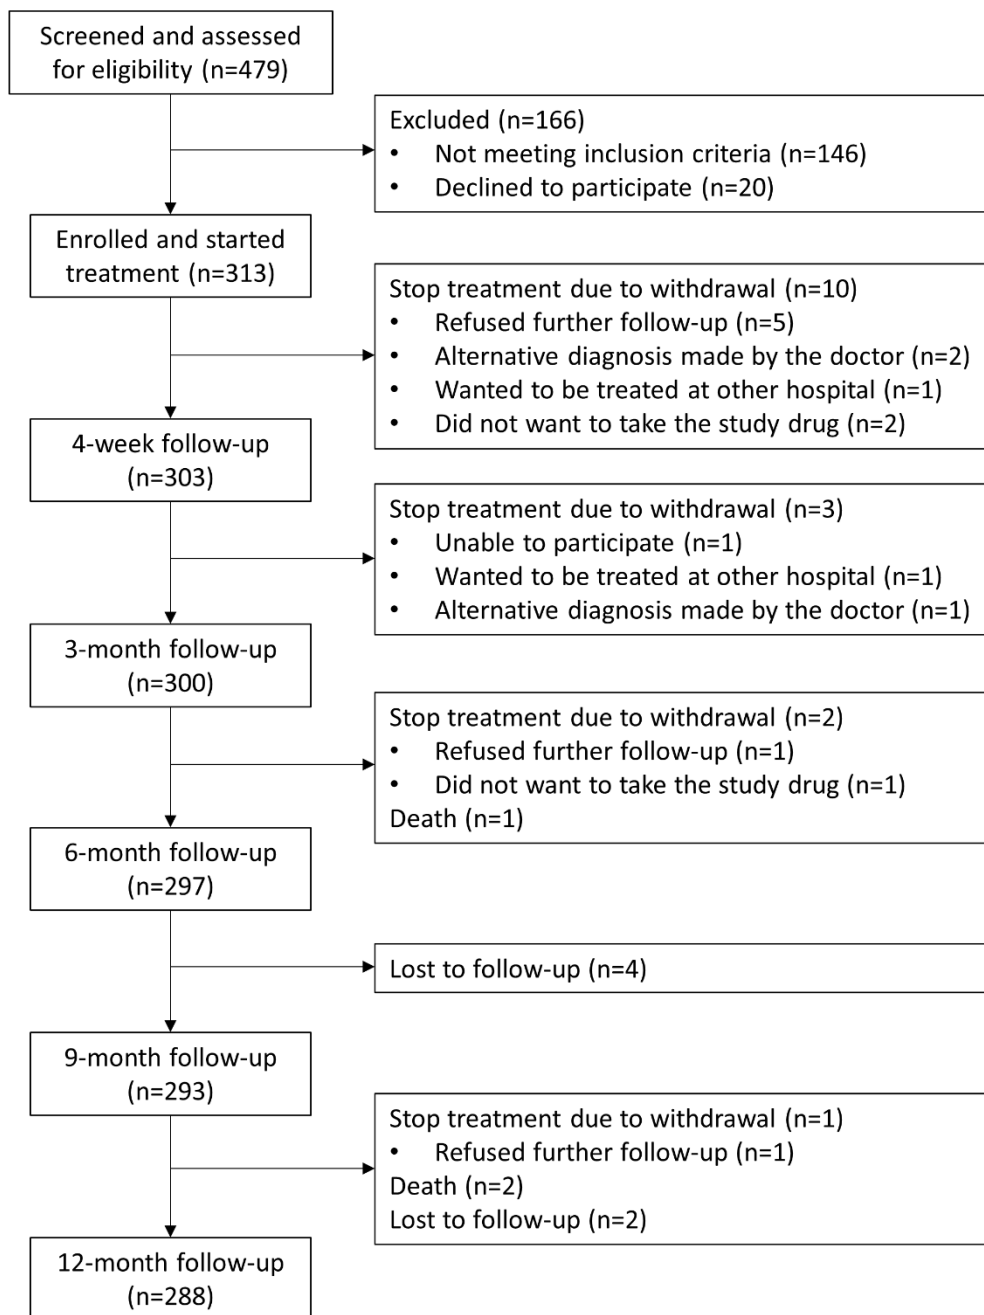 Screened and assessed
for eligibility (n=479)
Excluded (n=166)
• Not meeting inclusion criteria (n=146)
• Declined to participate (n=20)
Enrolled and started
treatment (n=313)
Stop treatment due to withdrawal (n=10)
• Refused further follow-up (n=5)
• Alternative diagnosis made by the doctor (n=2)
• Wanted to be treated at other hospital (n=1)
• Did not want to take the study drug (n=2)
4-week follow-up
(n=303)
Stop treatment due to withdrawal (n=3)
• Unable to participate (n=1)
• Wanted to be treated at other hospital (n=1)
• Alternative diagnosis made by the doctor (n=1)
3-month follow-up
(n=300)
Stop treatment due to withdrawal (n=2)
• Refused further follow-up (n=1)
• Did not want to take the study drug (n=1)
Death (n=1)
6-month follow-up
(n=297)
Lost to follow-up (n=4)
9-month follow-up
(n=293)
Stop treatment due to withdrawal (n=1)
• Refused further follow-up (n=1)
Death (n=2)
Lost to follow-up (n=2)
12-month follow-up
(n=288)